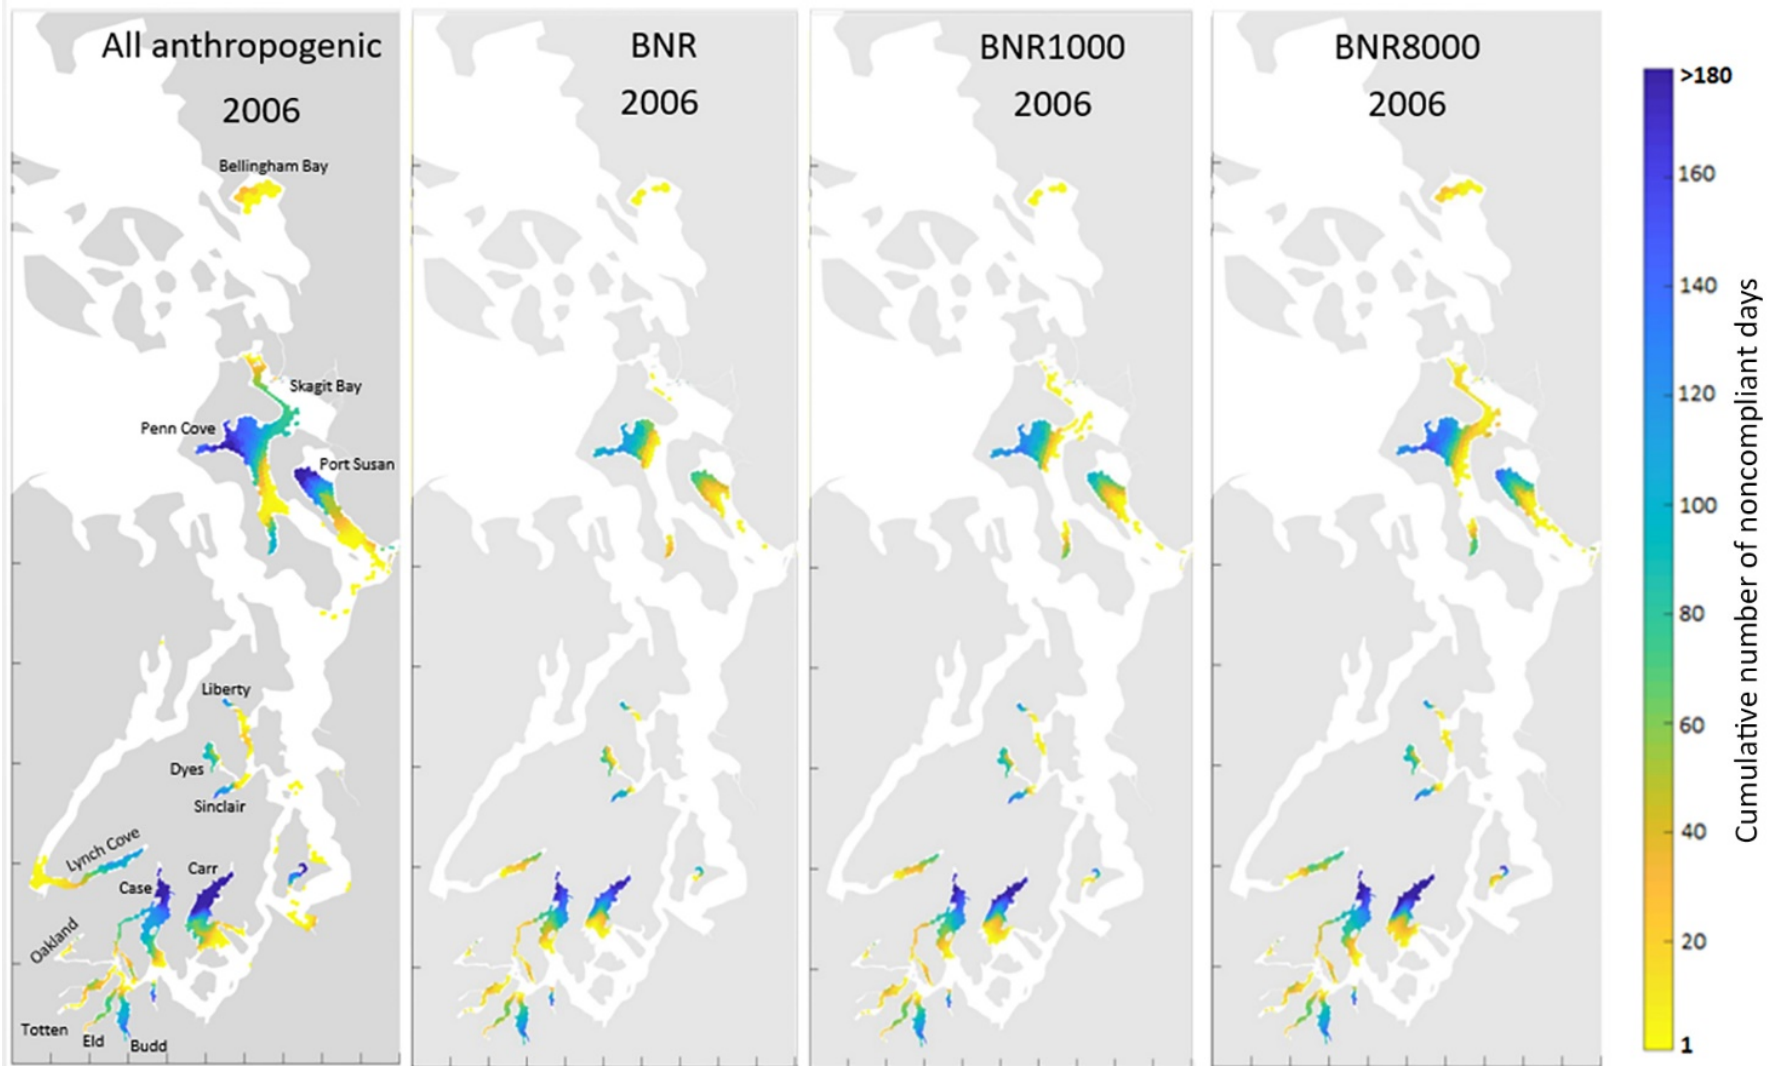 All anthropogenic
2006
BNR
2006
BNR1000
2006
BNR8000
2006
Bellingham Bay
Skagit Bay
Penn Cove
Port Susan
Liberty
Dyes
Sinclair
Lynch Cove
Case
Carr
Oakland
Totten
Eld
Budd
>180
160
140
120
100
80
60
40
20
1
Cumulative number of noncompliant days